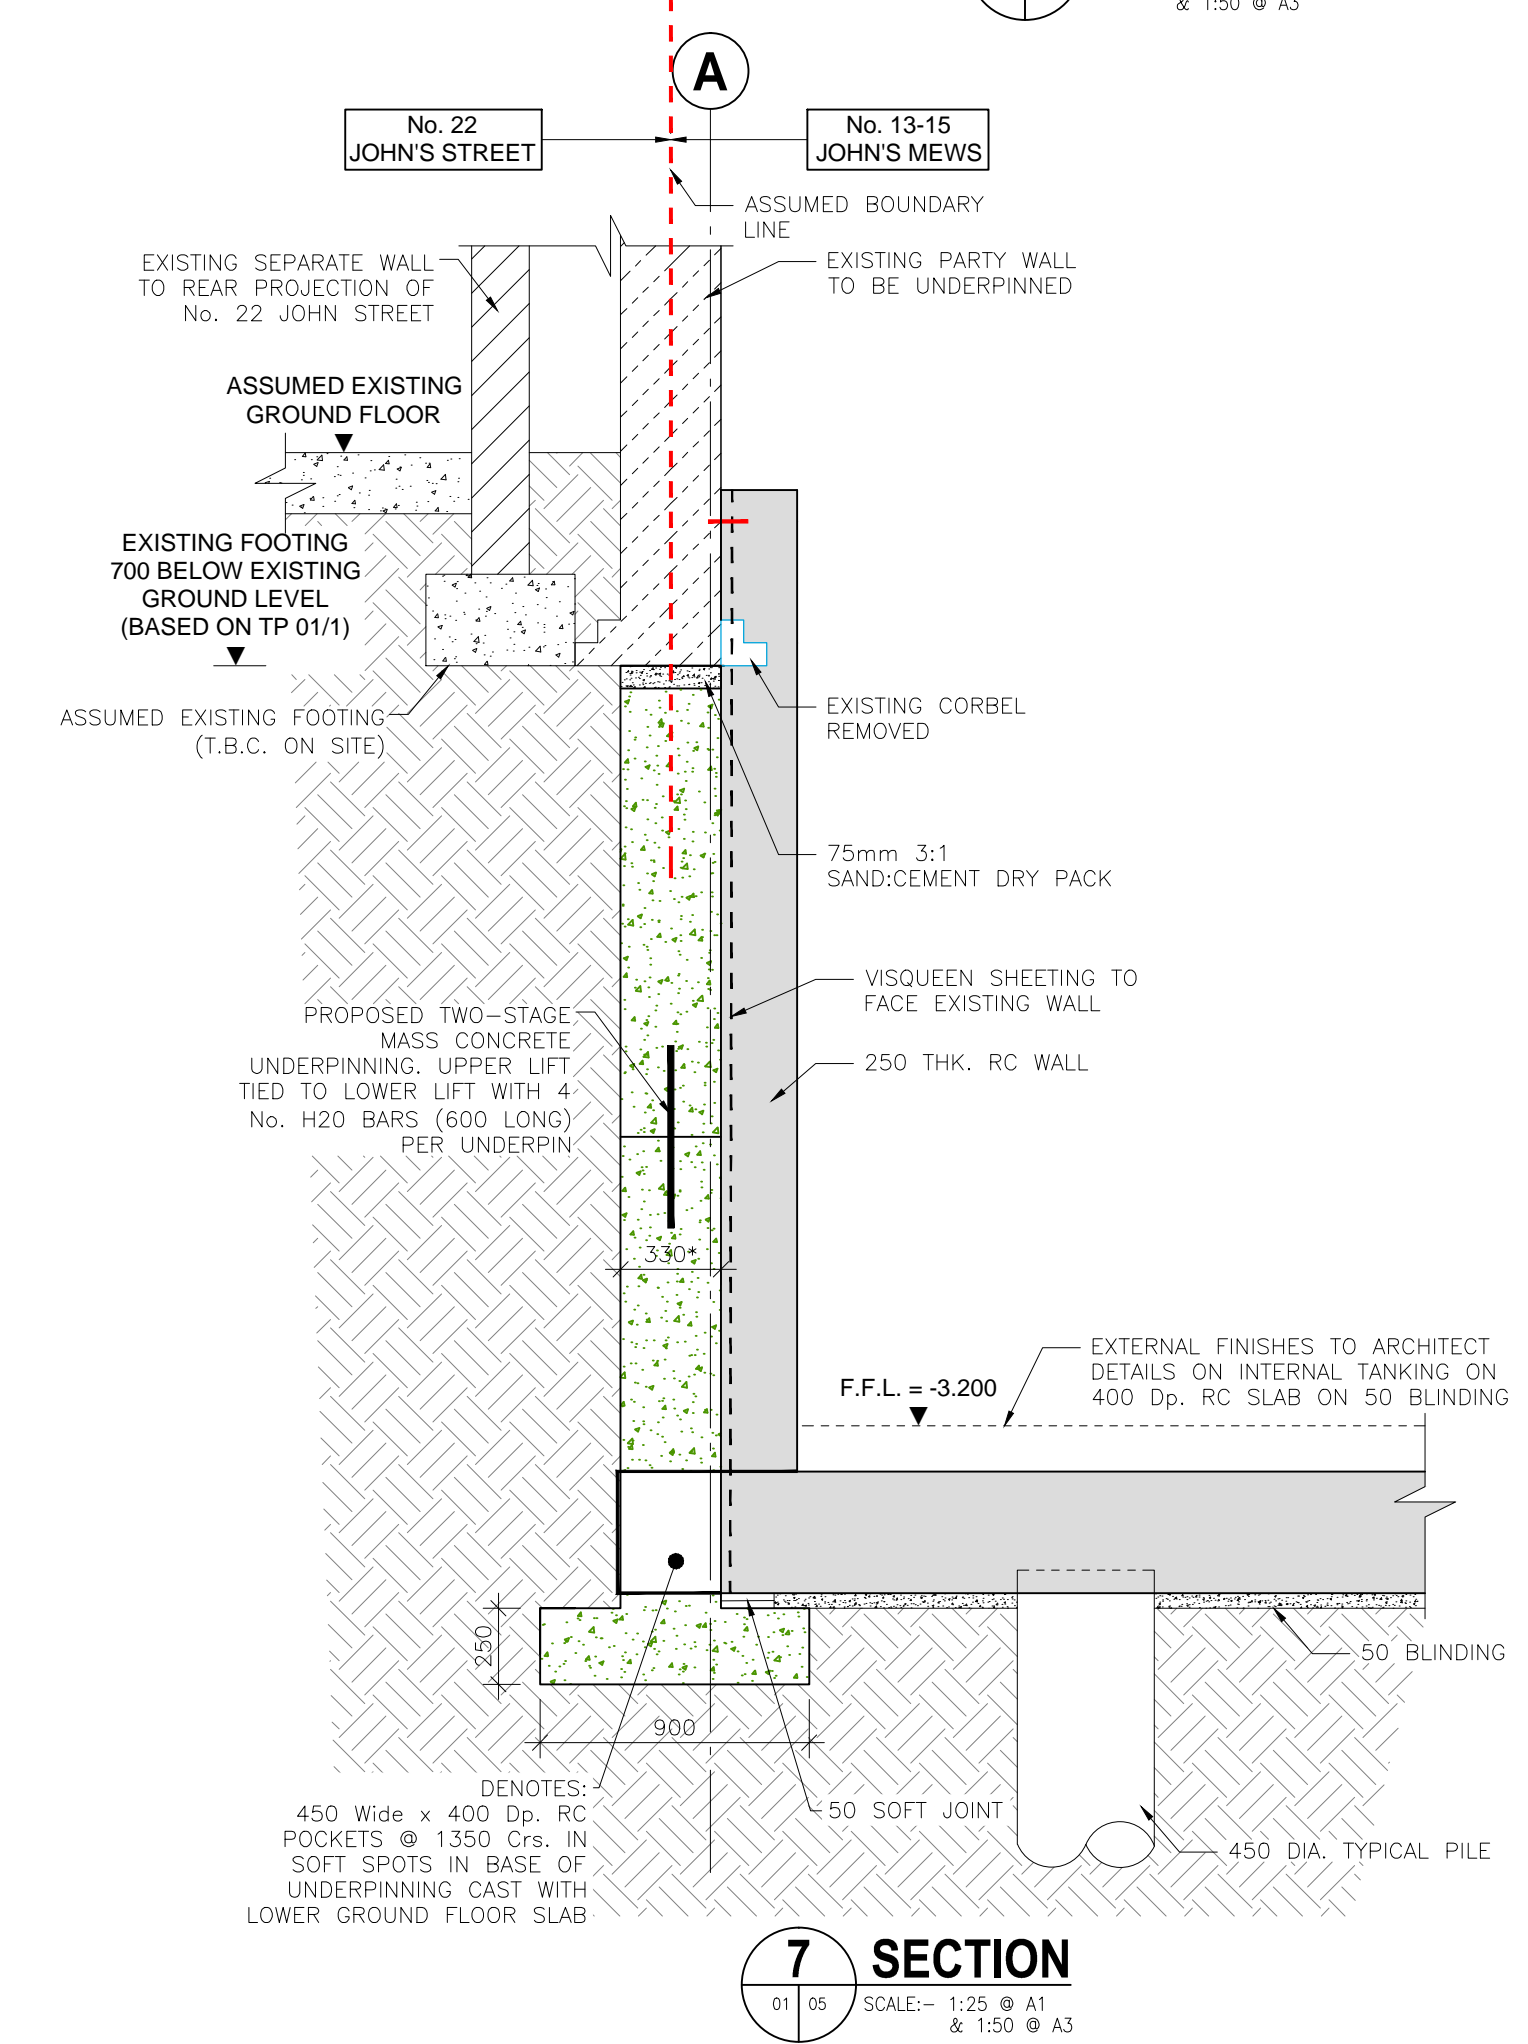 & 1:50 @ A3
A
No. 22
JOHN'S STREET
No. 13-15
JOHN'S MEWS
ASSUMED BOUNDARY
LINE
EXISTING SEPARATE WALL
TO REAR PROJECTION OF
No. 22 JOHN STREET
EXISTING PARTY WALL
TO BE UNDERPINNED
ASSUMED EXISTING
GROUND FLOOR
EXISTING FOOTING
700 BELOW EXISTING
GROUND LEVEL
(BASED ON TP 01/1)
ASSUMED EXISTING FOOTING
(T.B.C. ON SITE)
EXISTING CORBEL
REMOVED
75mm 3:1
SAND:CEMENT DRY PACK
VISQUEEN SHEETING TO
FACE EXISTING WALL
PROPOSED TWO-STAGE
MASS CONCRETE
UNDERPINNING. UPPER LIFT
TIED TO LOWER LIFT WITH 4
No. H20 BARS (600 LONG)
PER UNDERPIN
250 THK. RC WALL
330*
EXTERNAL FINISHES TO ARCHITECT
DETAILS ON INTERNAL TANKING ON
400 Dp. RC SLAB ON 50 BLINDING
F.F.L. = -3.200
250
900
50 BLINDING
DENOTES:
450 Wide x 400 Dp. RC
POCKETS @ 1350 Crs. IN
SOFT SPOTS IN BASE OF
UNDERPINNING CAST WITH
LOWER GROUND FLOOR SLAB
50 SOFT JOINT
450 DIA. TYPICAL PILE
7 SECTION
01 05 SCALE:- 1:25 @ A1
& 1:50 @ A3